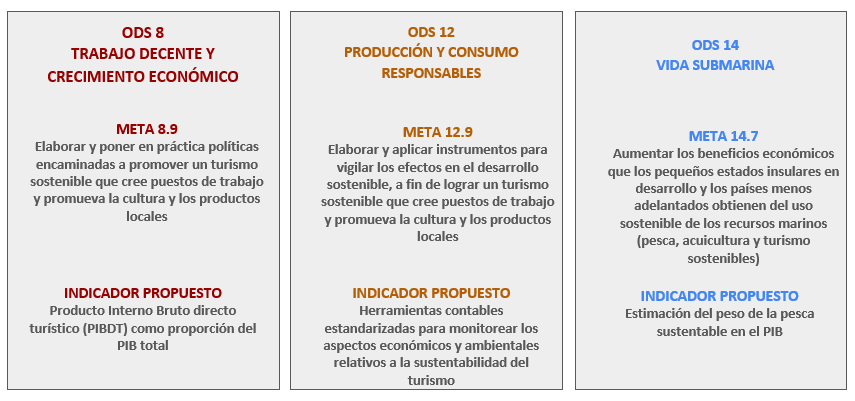 ODS 8
TRABAJO DECENTE Y
CRECIMIENTO ECONÓMICO
META 8.9
Elaborar y poner en práctica políticas
encaminadas a promover un turismo
sostenible que cree puestos de trabajo
y promueva la cultura y los productos
locales
INDICADOR PROPUESTO
Producto Interno Bruto directo
turístico (PIBDT) como proporción del
PIB total
ODS 12
PRODUCCIÓN Y CONSUMO
RESPONSABLES
META 12.9
Elaborar y aplicar instrumentos para
vigilar los efectos en el desarrollo
sostenible, a fin de lograr un turismo
sostenible que cree puestos de trabajo
y promueva la cultura y los productos
locales
INDICADOR PROPUESTO
Herramientas contables
estandarizadas para monitorear los
aspectos económicos y ambientales
relativos a la sustentabilidad del
turismo
ODS 14
VIDA SUBMARINA
META 14.7
Aumentar los beneficios económicos
que los pequeños estados insulares en
desarrollo y los países menos
adelantados obtienen del uso
sostenible de los recursos marinos
(pesca, acuicultura y turismo
sostenibles)
INDICADOR PROPUESTO
Estimación del peso de la pesca
sustentable en el PIB